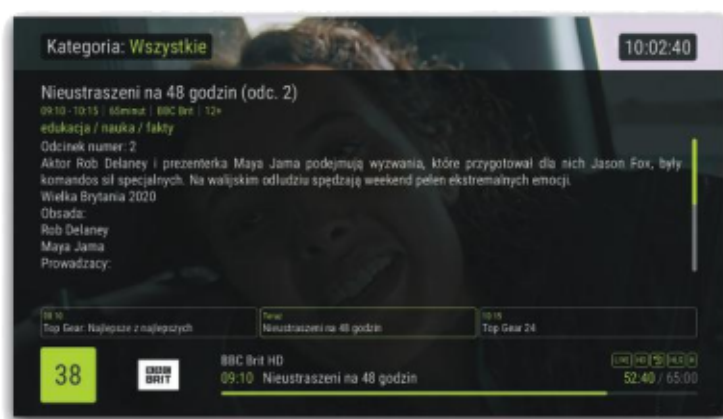 Kategoria: Wszystkie
10:02:40
Nieustraszeni na 48 godzin (odc. 2)
09:10 - 10:15 | 65minut | BBC Brit | 12+
edukacja / nauka / fakty
Odcinek numer: 2
Aktor Rob Delaney i prezenterka Maya Jama podejmują wyzwania, które przygotował dla nich Jason Fox, były
komandos sił specjalnych. Na walijskim odludziu spędzają weekend pełen ekstremalnych emocji.
Wielka Brytania 2020
Obsada:
Rob Delaney
Maya Jama
Prowadzący:
Top Gear: Najlepsze z najlepszych
Teraz
Nieustraszeni na 48 godzin
10:15
Top Gear 24
38
BBC
BRIT
BBC Brit HD
09:10 Nieustraszeni na 48 godzin
LIVE HD
52:40 / 65:00